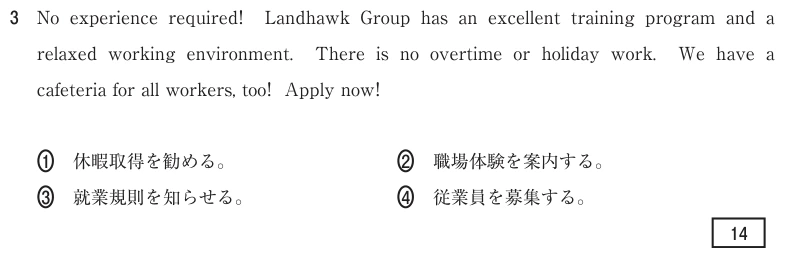 3 No experience required! Landhawk Group has an excellent training program and a
relaxed working environment. There is no overtime or holiday work. We have a
cafeteria for all workers, too! Apply now!
① 休暇取得を勧める。 ② 職場体験を案内する。
③ 就業規則を知らせる。 ④ 従業員を募集する。
14